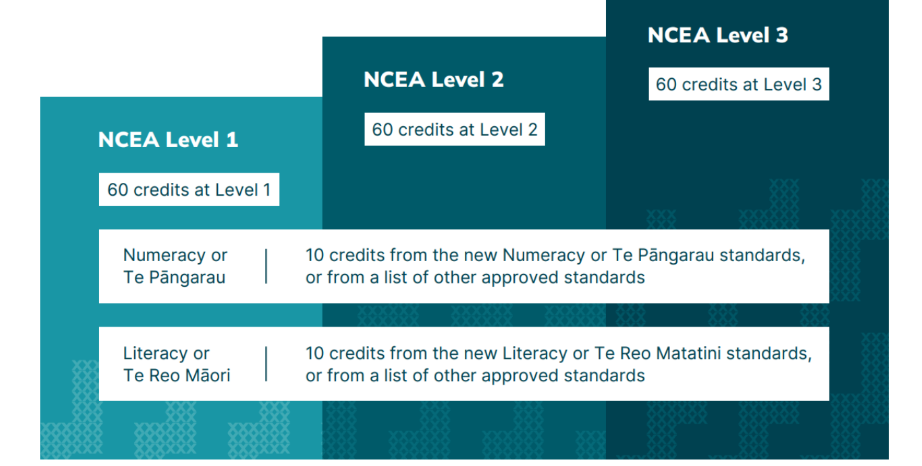 NCEA Level 3
60 credits at Level 3
NCEA Level 2
60 credits at Level 2
NCEA Level 1
60 credits at Level 1
Numeracy or
Te Pāngarau
10 credits from the new Numeracy or Te Pāngarau standards,
or from a list of other approved standards
Literacy or
Te Reo Māori
10 credits from the new Literacy or Te Reo Matatini standards,
or from a list of other approved standards